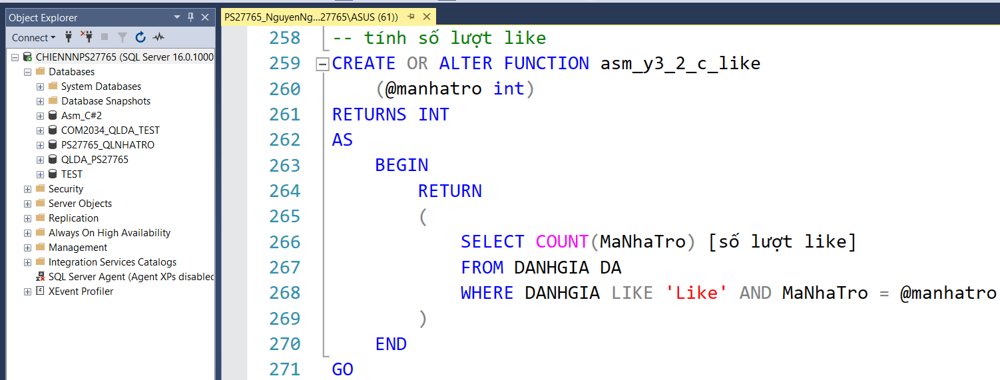 Object Explorer
Connect
CHIENNNPS27765 (SQL Server 16.0.1000
Databases
System Databases
Database Snapshots
Asm_C#2
COM2034_QLDA_TEST
PS27765_QLNHATRO
QLDA_PS27765
TEST
Security
Server Objects
Replication
Always On High Availability
Management
Integration Services Catalogs
SQL Server Agent (Agent XPs disabled
XEvent Profiler
PS27765_NguyenNg...27765\ASUS (61))
258 -- tính số lượt like
259 CREATE OR ALTER FUNCTION asm_y3_2_c_like
260 (@manhatro int)
261 RETURNS INT
262 AS
263 BEGIN
264 RETURN
265 (
266 SELECT COUNT(MaNhaTro) [số lượt like]
267 FROM DANHGIA DA
268 WHERE DANHGIA LIKE 'Like' AND MaNhaTro = @manhatro
269 )
270 END
271 GO